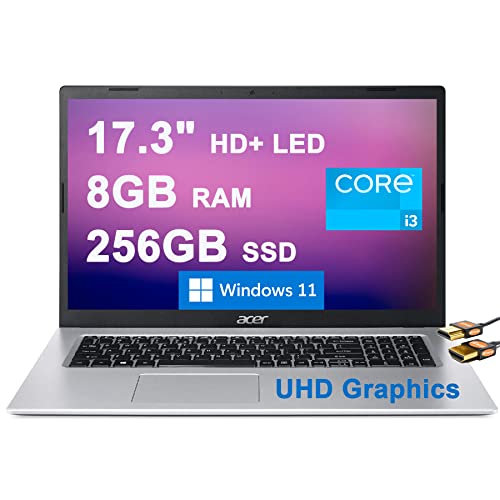 17.3" HD+ LED
8GB RAM
256GB SSD
CORE
i3
Windows 11
acer
UHD Graphics